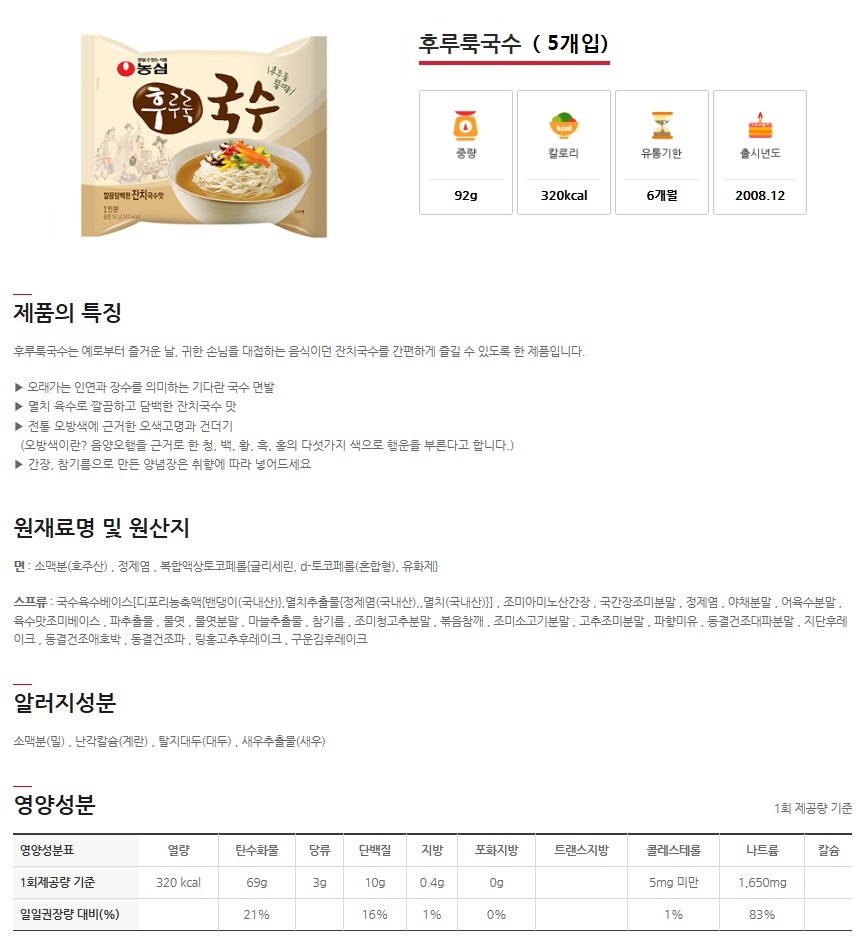 후루룩국수 ( 5개입)
맛있는 식품
농심
후루룩 국수
후루룩
뚝딱
깔끔담백한 잔치국수맛
1인분
중량 92 g (320 kcal)
조리예
중량
칼로리
유통기한
출시년도
kcal
92g
320kcal
6개월
2008.12
제품의 특징
후루룩국수는 예로부터 즐거운 날, 귀한 손님을 대접하는 음식이던 잔치국수를 간편하게 즐길 수 있도록 한 제품입니다.
▶ 오래가는 인연과 장수를 의미하는 기다란 국수 면발
▶ 멸치 육수로 깔끔하고 담백한 잔치국수 맛
▶ 전통 오방색에 근거한 오색고명과 건더기
(오방색이란? 음양오행을 근거로 한 청, 백, 황, 흑, 홍의 다섯가지 색으로 행운을 부른다고 합니다.)
▶ 간장, 참기름으로 만든 양념장은 취향에 따라 넣어드세요
원재료명 및 원산지
면 : 소맥분(호주산) , 정제염 , 복합액상토코페롤{글리세린, d-토코페롤(혼합형), 유화제}
스프류 : 국수육수베이스[디포리농축액{밴댕이(국내산)},멸치추출물{정제염(국내산),,멸치(국내산)}] , 조미아미노산간장 , 국간장조미분말 , 정제염 , 야채분말 , 어육수분말 ,
육수맛조미베이스 , 파추출물 , 물엿 , 물엿분말 , 마늘추출물 , 참기름 , 조미청고추분말 , 볶음참깨 , 조미소고기분말 , 고추조미분말 , 파향미유 , 동결건조대파분말 , 지단후레
이크 , 동결건조애호박 , 동결건조파 , 링홍고추후레이크 , 구운김후레이크
알러지성분
소맥분(밀) , 난각칼슘(계란) , 탈지대두(대두) , 새우추출물(새우)
영양성분
1회 제공량 기준
영양성분표 열량 탄수화물 당류 단백질 지방 포화지방 트랜스지방 콜레스테롤 나트륨 칼슘
1회제공량 기준 320 kcal 69g 3g 10g 0.4g 0g 5mg 미만 1,650mg
일일권장량 대비(%) 21% 16% 1% 0% 1% 83%